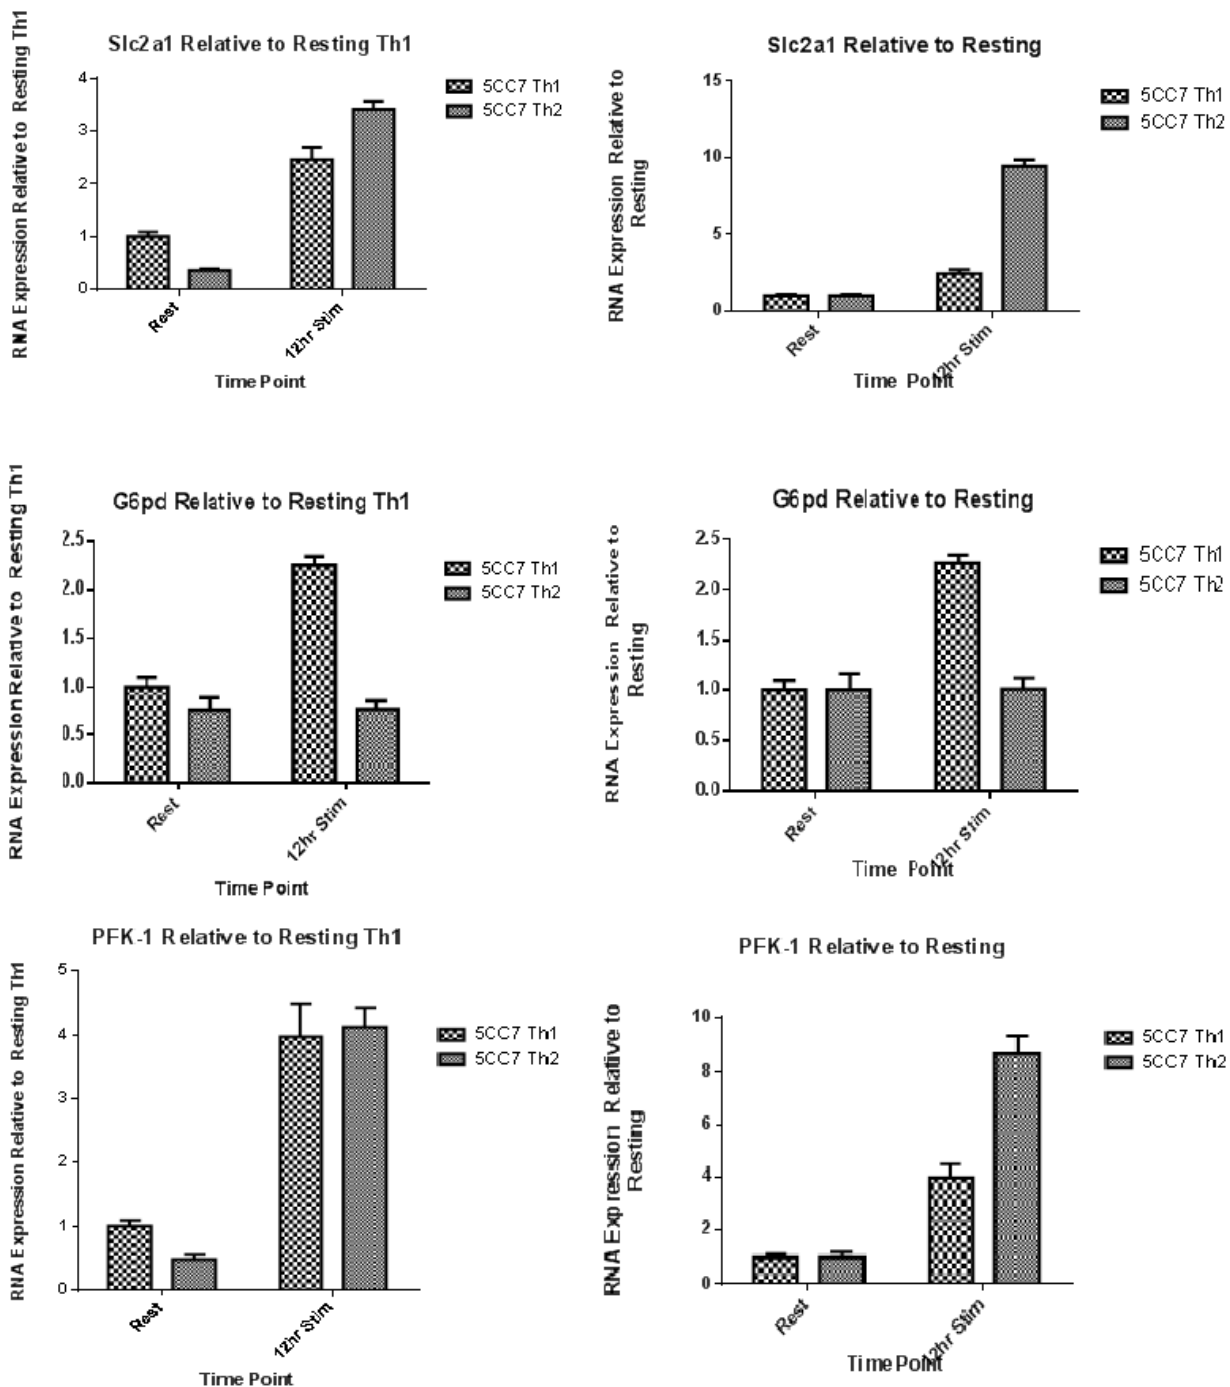 Slc2a1 Relative to Resting Th1
RNA Expression Relative to Resting Th1
4
3
2
1
0
Rest
12hr Stim
Time Point
5CC7 Th1
5CC7 Th2
Slc2a1 Relative to Resting
RNA Expression Relative to
Resting
15
10
5
0
Rest
12hr Stim
Time Point
5CC7 Th1
5CC7 Th2
G6pd Relative to Resting Th1
RNA Expression Relative to Resting Th1
2.5
2.0
1.5
1.0
0.5
0.0
Rest
12hr Stim
Time Point
5CC7 Th1
5CC7 Th2
G6pd Relative to Resting
RNA Expression Relative to
Resting
2.5
2.0
1.5
1.0
0.5
0.0
Rest
12hr Stim
Time Point
5CC7 Th1
5CC7 Th2
PFK-1 Relative to Resting Th1
RNA Expression Relative to Resting Th1
5
4
3
2
1
0
Rest
12hr Stim
Time Point
5CC7 Th1
5CC7 Th2
PFK-1 Relative to Resting
RNA Expression Relative to
Resting
10
8
6
4
2
0
Rest
12hr Stim
Time Point
5CC7 Th1
5CC7 Th2